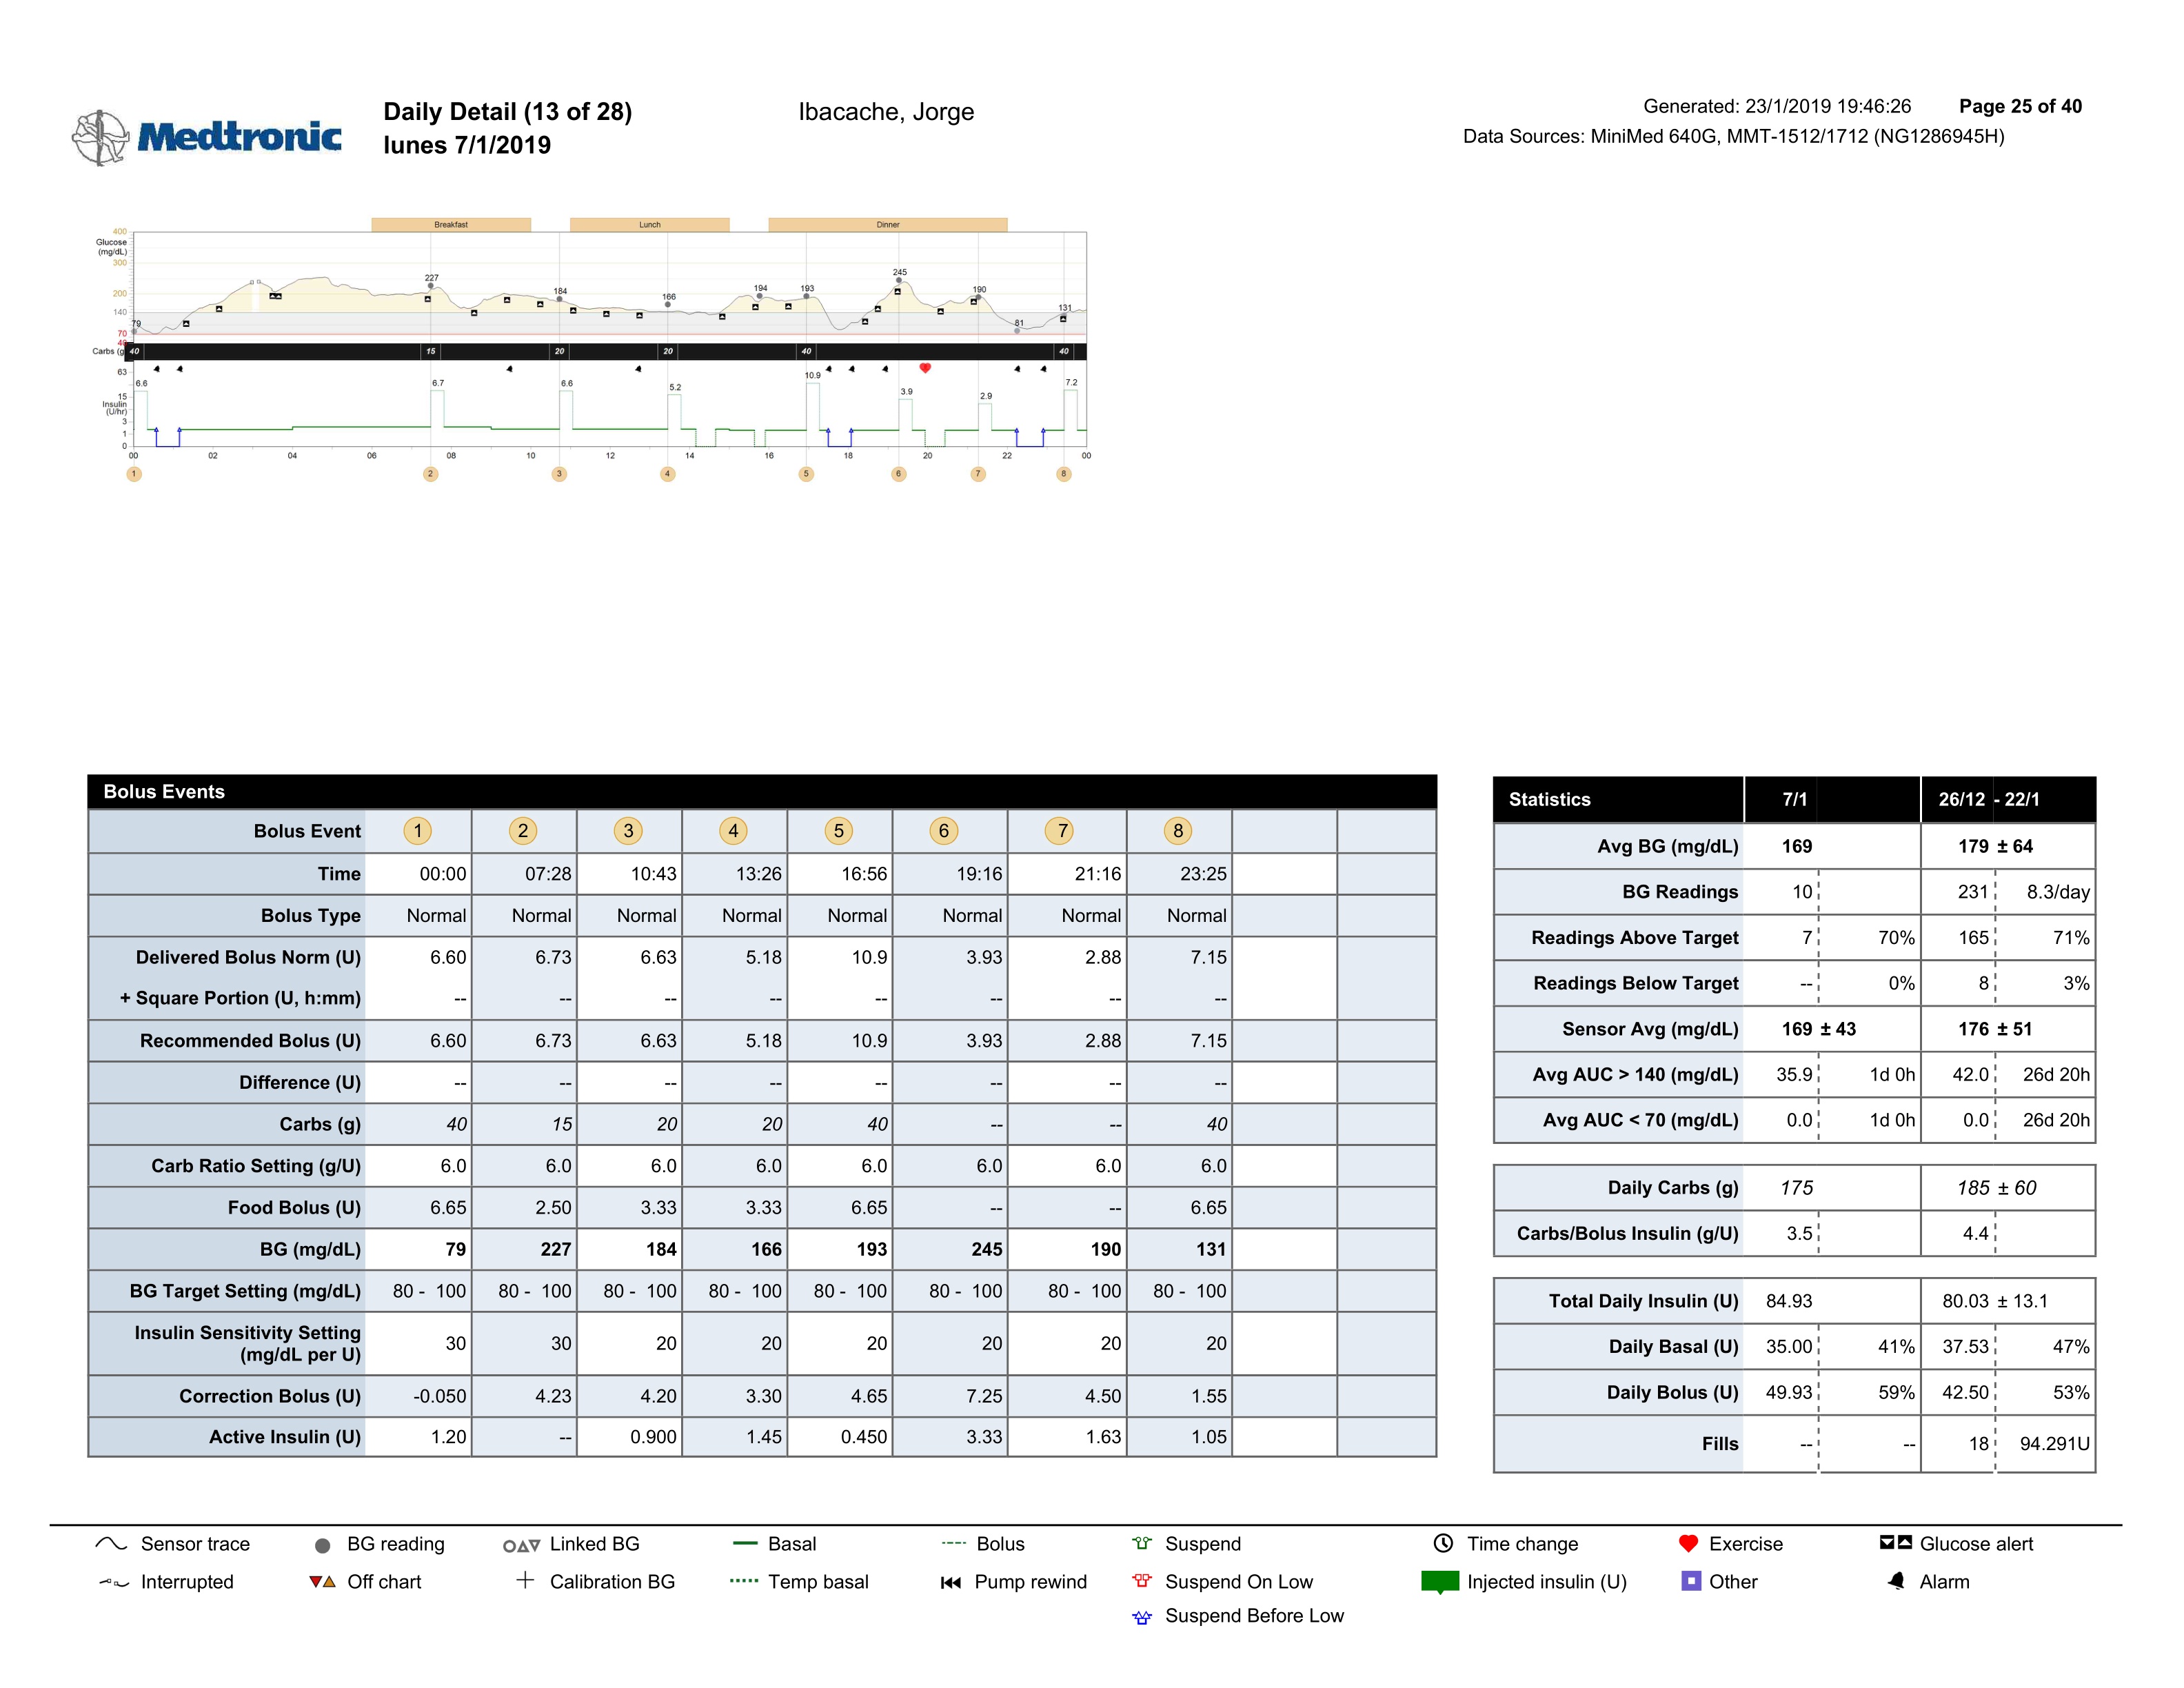 Medtronic
Daily Detail (13 of 28)
lunes 7/1/2019
Ibacache, Jorge
Generated: 23/1/2019 19:46:26 Page 25 of 40
Data Sources: MiniMed 640G, MMT-1512/1712 (NG1286945H)
Breakfast Lunch Dinner
400
Glucose
(mg/dL)
300
200
140
70
40
79 227 184 166 194 193 245 190 81 131
Carbs (g) 40 15 20 20 40 40
63
15
Insulin
(U/hr)
3
1
0
6.6 6.7 6.6 5.2 10.9 3.9 2.9 7.2
00 02 04 06 08 10 12 14 16 18 20 22 00
1 2 3 4 5 6 7 8
Bolus Events
Bolus Event 1 2 3 4 5 6 7 8
Time 00:00 07:28 10:43 13:26 16:56 19:16 21:16 23:25
Bolus Type Normal Normal Normal Normal Normal Normal Normal Normal
Delivered Bolus Norm (U) 6.60 6.73 6.63 5.18 10.9 3.93 2.88 7.15
+ Square Portion (U, h:mm) -- -- -- -- -- -- -- --
Recommended Bolus (U) 6.60 6.73 6.63 5.18 10.9 3.93 2.88 7.15
Difference (U) -- -- -- -- -- -- -- --
Carbs (g) 40 15 20 20 40 -- -- 40
Carb Ratio Setting (g/U) 6.0 6.0 6.0 6.0 6.0 6.0 6.0 6.0
Food Bolus (U) 6.65 2.50 3.33 3.33 6.65 -- -- 6.65
BG (mg/dL) 79 227 184 166 193 245 190 131
BG Target Setting (mg/dL) 80 - 100 80 - 100 80 - 100 80 - 100 80 - 100 80 - 100 80 - 100 80 - 100
Insulin Sensitivity Setting
(mg/dL per U) 30 30 20 20 20 20 20 20
Correction Bolus (U) -0.050 4.23 4.20 3.30 4.65 7.25 4.50 1.55
Active Insulin (U) 1.20 -- 0.900 1.45 0.450 3.33 1.63 1.05
Statistics 7/1 26/12 - 22/1
Avg BG (mg/dL) 169 179 ± 64
BG Readings 10 231 8.3/day
Readings Above Target 7 70% 165 71%
Readings Below Target -- 0% 8 3%
Sensor Avg (mg/dL) 169 ± 43 176 ± 51
Avg AUC > 140 (mg/dL) 35.9 1d 0h 42.0 26d 20h
Avg AUC < 70 (mg/dL) 0.0 1d 0h 0.0 26d 20h
Daily Carbs (g) 175 185 ± 60
Carbs/Bolus Insulin (g/U) 3.5 4.4
Total Daily Insulin (U) 84.93 80.03 ± 13.1
Daily Basal (U) 35.00 41% 37.53 47%
Daily Bolus (U) 49.93 59% 42.50 53%
Fills -- -- 18 94.291U
Sensor trace BG reading Linked BG Basal Bolus Suspend Time change Exercise Glucose alert
Interrupted Off chart Calibration BG Temp basal Pump rewind Suspend On Low Injected insulin (U) Other Alarm
Suspend Before Low